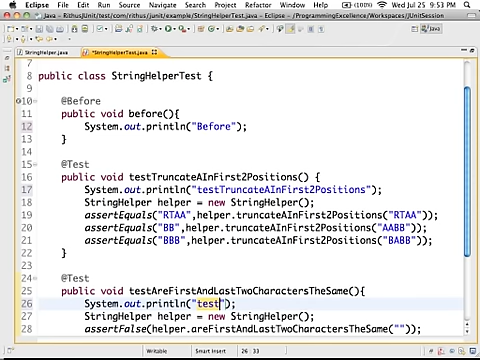 Eclipse File Edit Source Refactor Navigate Search Project Run Window Help Wed Jul 25 9:53 PM
Java – RithusJUnit/test/com/rithus/junit/example/StringHelperTest.java – Eclipse – /ProgrammingExcellence/Workspaces/JUnitSession
Java
StringHelper.java *StringHelperTest.java
7
8 public class StringHelperTest {
9
10 @Before
11 public void before(){
12 System.out.println("Before");
13 }
14
15 @Test
16 public void testTruncateAInFirst2Positions() {
17 System.out.println("testTruncateAInFirst2Positions");
18 StringHelper helper = new StringHelper();
19 assertEquals("RTAA",helper.truncateAInFirst2Positions("RTAA"));
20 assertEquals("BB",helper.truncateAInFirst2Positions("AABB"));
21 assertEquals("BBB",helper.truncateAInFirst2Positions("BABB"));
22 }
23
24 @Test
25 public void testAreFirstAndLastTwoCharactersTheSame(){
26 System.out.println("test");
27 StringHelper helper = new StringHelper();
28 assertFalse(helper.areFirstAndLastTwoCharactersTheSame(""));
Writable Smart Insert 26 : 33